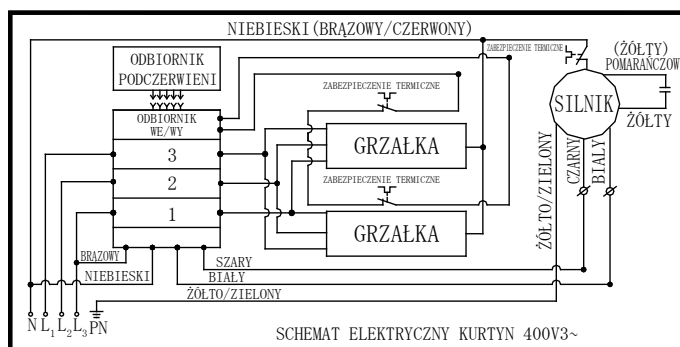 NIEBIESKI(BRĄZOWY/CZERWONY)
ZABEZPIECZENIE TERMICZNE
(ŻÓŁTY)
POMARAŃCZOW
ODBIORNIK
PODCZERWIENI
ZABEZPIECZENIE TERMICZNE
SILNIK
ODBIORNIK
WE/WY
ŻÓŁTY
3
GRZAŁKA
2
ZABEZPIECZENIE TERMICZNE
1
GRZAŁKA
ŻÓŁTO/ZIELONY
CZARNY
BIAŁY
BRAZOWY
SZARY
NIEBIESKI
BIAŁY
ŻÓŁTO/ZIELONY
N L1 L2 L3 PN
SCHEMAT ELEKTRYCZNY KURTYN 400V3~